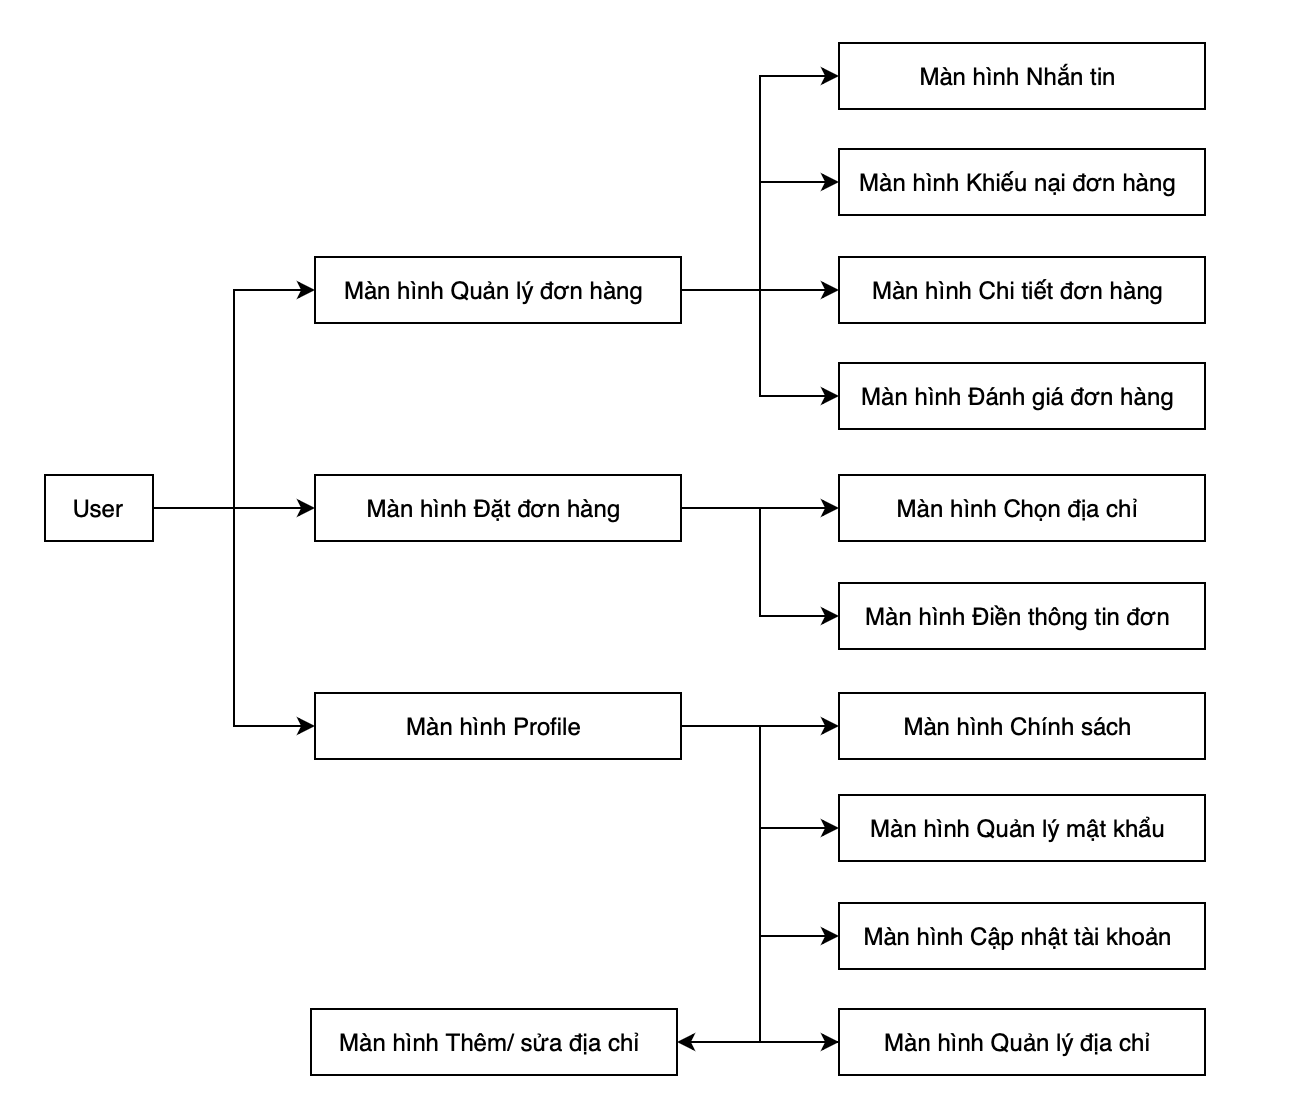 User
Màn hình Quản lý đơn hàng
Màn hình Nhắn tin
Màn hình Khiếu nại đơn hàng
Màn hình Chi tiết đơn hàng
Màn hình Đánh giá đơn hàng
Màn hình Đặt đơn hàng
Màn hình Chọn địa chỉ
Màn hình Điền thông tin đơn
Màn hình Profile
Màn hình Chính sách
Màn hình Quản lý mật khẩu
Màn hình Cập nhật tài khoản
Màn hình Quản lý địa chỉ
Màn hình Thêm/ sửa địa chỉ